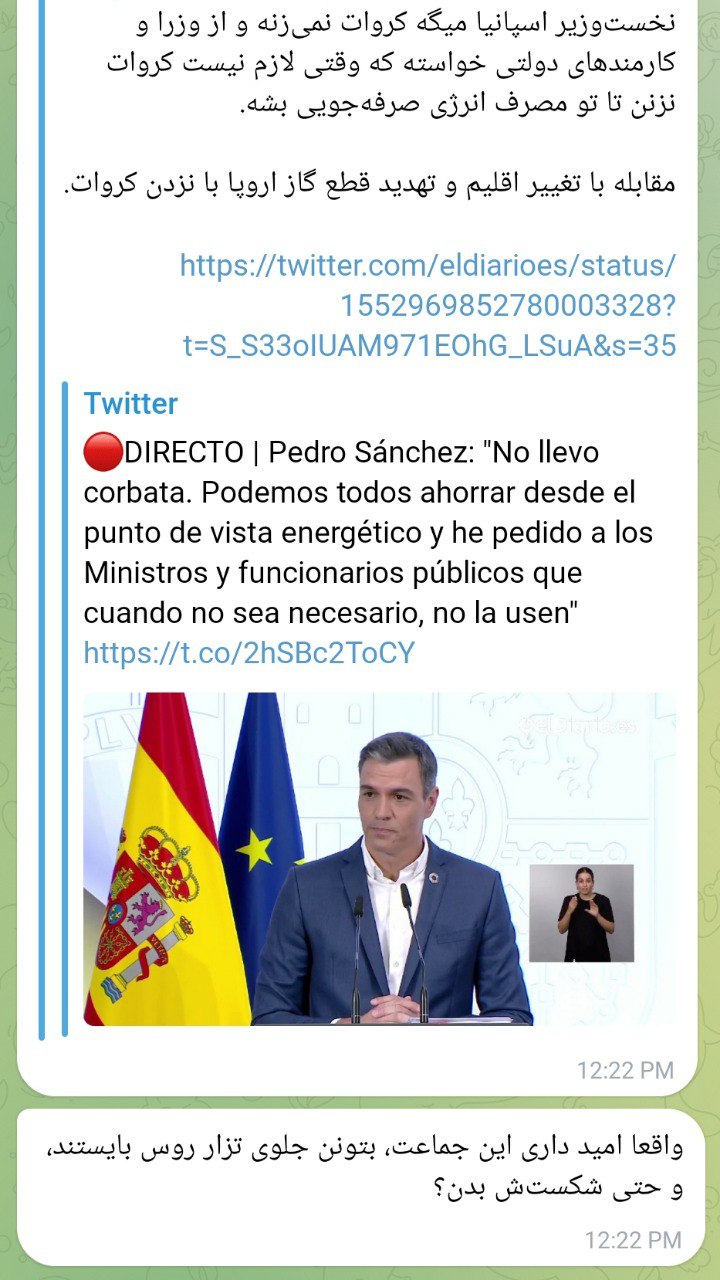 نخست‌وزیر اسپانیا میگه کروات نمی‌زنه و از وزرا و
کارمندهای دولتی خواسته که وقتی لازم نیست کروات
نزنن تا تو مصرف انرژی صرفه‌جویی بشه.
مقابله با تغییر اقلیم و تهدید قطع گاز اروپا با نزدن کروات.
https://twitter.com/eldiarioes/status/
1552969852780003328?
t=S_S33oIUAM971EOhG_LSuA&s=35
Twitter
🔴DIRECTO | Pedro Sánchez: "No llevo
corbata. Podemos todos ahorrar desde el
punto de vista energético y he pedido a los
Ministros y funcionarios públicos que
cuando no sea necesario, no la usen"
https://t.co/2hSBc2ToCY
12:22 PM
واقعا امید داری این جماعت، بتونن جلوی تزار روس بایستند،
و حتی شکست‌ش بدن؟
12:22 PM